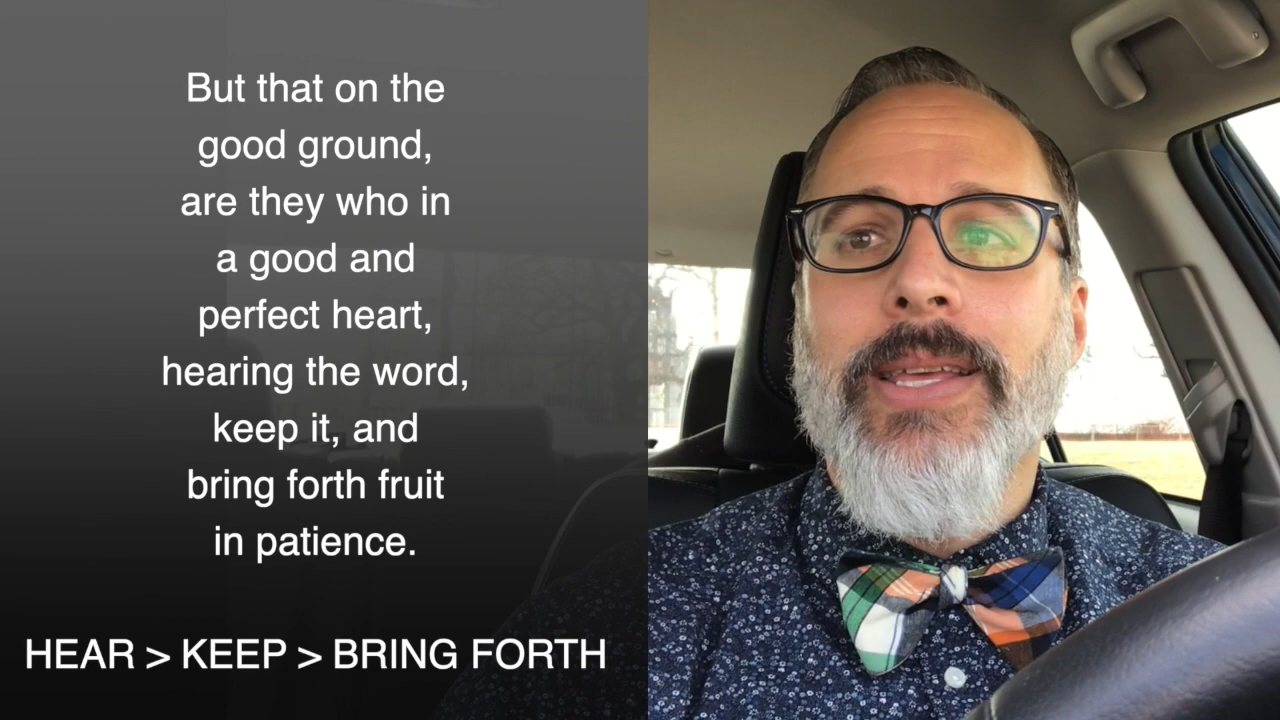 But that on the
good ground,
are they who in
a good and
perfect heart,
hearing the word,
keep it, and
bring forth fruit
in patience.
HEAR > KEEP > BRING FORTH